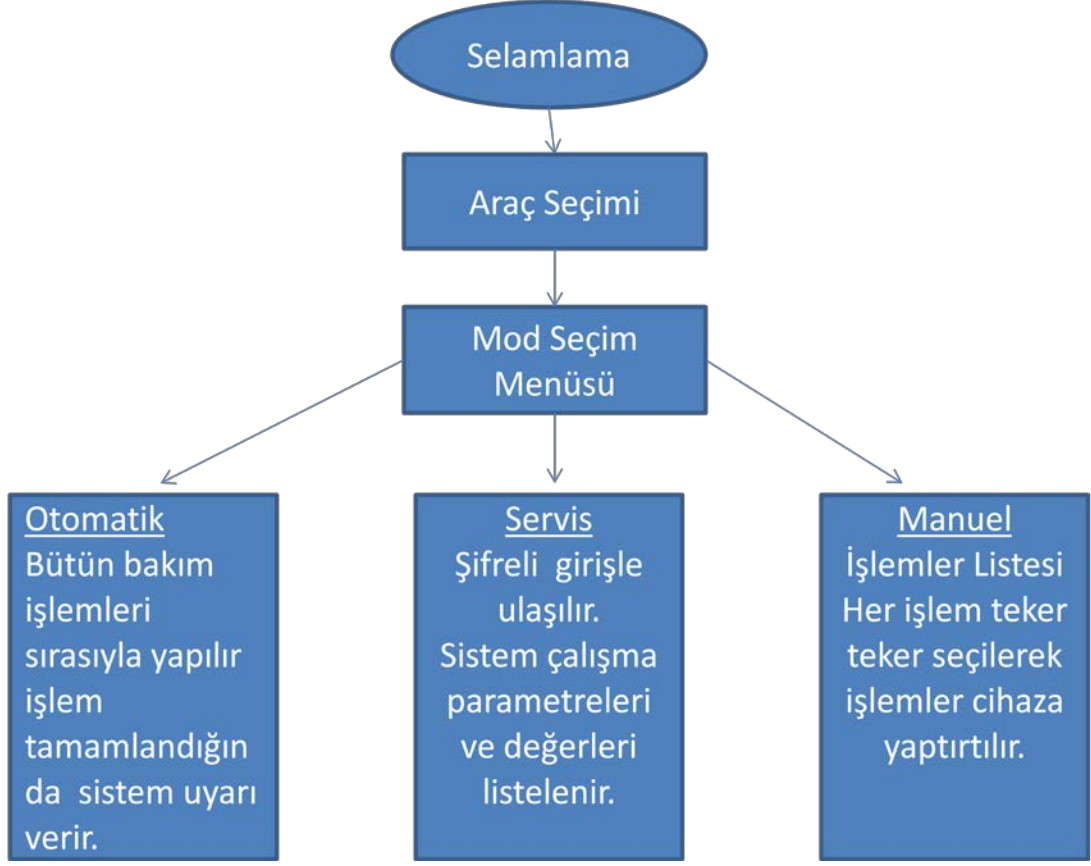 Selamlama
Araç Seçimi
Mod Seçim
Menüsü
Otomatik
Bütün bakım
işlemleri
sırasıyla yapılır
işlem
tamamlandığın
da  sistem uyarı
verir.
Servis
Şifreli  girişle
ulaşılır.
Sistem çalışma
parametreleri
ve değerleri
listelenir.
Manuel
İşlemler Listesi
Her işlem teker
teker seçilerek
işlemler cihaza
yaptırtılır.